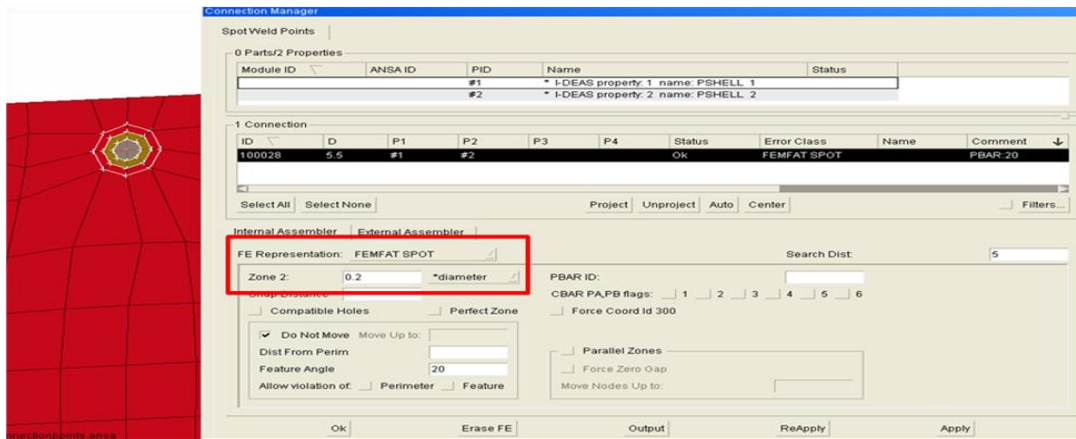 Connection Manager
Spot Weld Points
0 Parts/2 Properties
Module ID ANSA ID PID Name Status
#1 * I-DEAS property: 1 name: PSHELL 1
#2 * I-DEAS property: 2 name: PSHELL 2
1 Connection
ID D P1 P2 P3 P4 Status Error Class Name Comment
100028 5.5 #1 #2 Ok FEMFAT SPOT PBAR:20
Select All Select None Project Unproject Auto Center Filters...
Internal Assembler External Assembler
FE Representation: FEMFAT SPOT Search Dist: 5
Zone 2: 0.2 *diameter PBAR ID:
Snap Distance CBAR PA,PB flags: 1 2 3 4 5 6
Compatible Holes Perfect Zone Force Coord Id 300
Do Not Move Move Up to:
Dist From Perim Parallel Zones
Feature Angle 20 Force Zero Gap
Allow violation of: Perimeter Feature Move Nodes Up to:
Ok Erase FE Output ReApply Apply